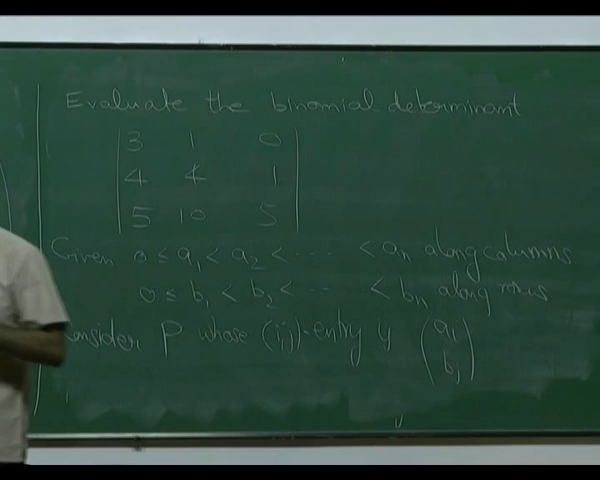 Evaluate the binomial determinant
| 3 1 0 |
| 4 4 1 |
| 5 10 5 |
Given 0 ≤ a₁ < a₂ < ⋯ < aₙ along columns
0 ≤ b₁ < b₂ < ⋯ < bₙ along rows
onsider P whose (i,j)-entry is (aᵢ
bⱼ)